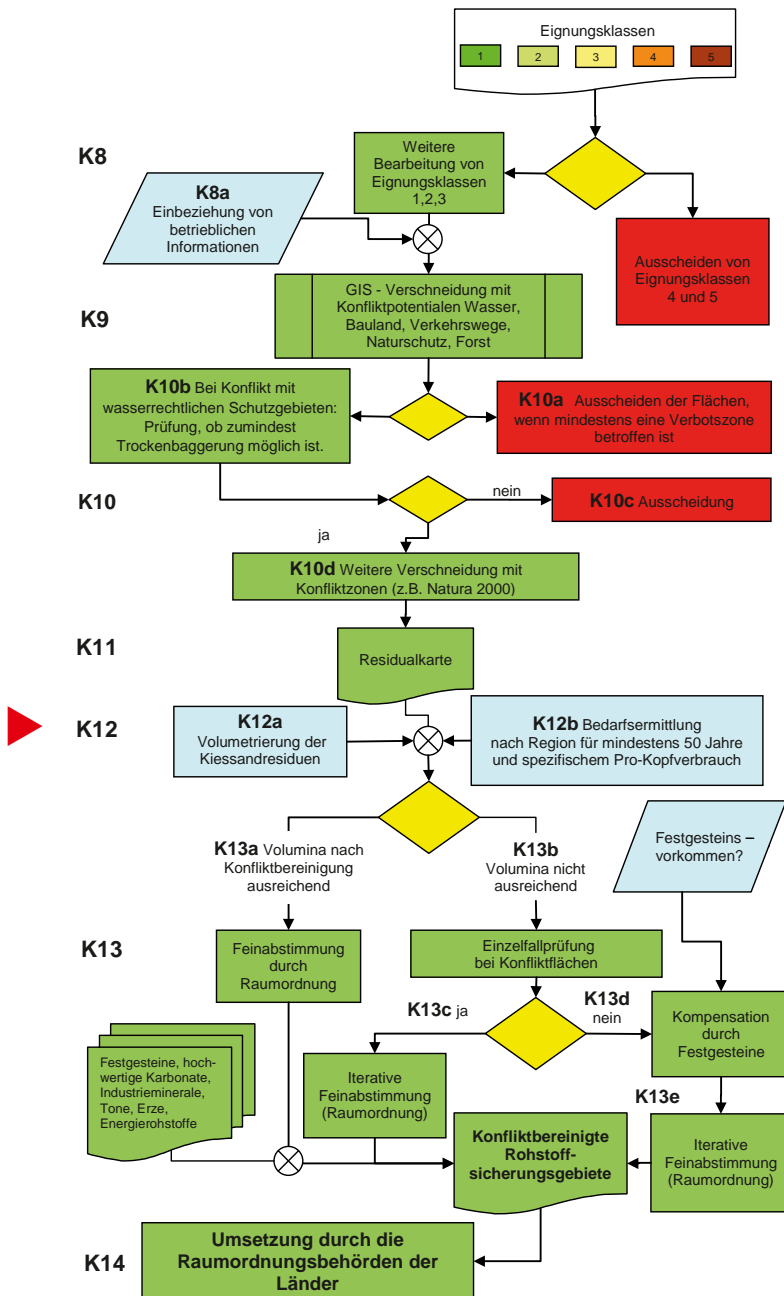 Eignungsklassen
1 2 3 4 5
K8
Weitere
Bearbeitung von
Eignungsklassen
1,2,3
K8a
Einbeziehung von
betrieblichen
Informationen
Ausscheiden von
Eignungsklassen
4 und 5
K9
GIS - Verschneidung mit
Konfliktpotentialen Wasser,
Bauland, Verkehrswege,
Naturschutz, Forst
K10b Bei Konflikt mit
wasserrechtlichen Schutzgebieten:
Prüfung, ob zumindest
Trockenbaggerung möglich ist.
K10a Ausscheiden der Flächen,
wenn mindestens eine Verbotszone
betroffen ist
K10
nein
K10c Ausscheidung
ja
K10d Weitere Verschneidung mit
Konfliktzonen (z.B. Natura 2000)
K11
Residualkarte
K12
K12a
Volumetrierung der
Kiessandresiduen
K12b Bedarfsermittlung
nach Region für mindestens 50 Jahre
und spezifischem Pro-Kopfverbrauch
K13a Volumina nach
Konfliktbereinigung
ausreichend
K13b
Volumina nicht
ausreichend
Festgesteins –
vorkommen?
K13
Feinabstimmung
durch
Raumordnung
Einzelfallprüfung
bei Konfliktflächen
K13c ja
K13d
nein
Kompensation
durch
Festgesteine
Festgesteine, hoch-
wertige Karbonate,
Industrieminerale,
Tone, Erze,
Energierohstoffe
Iterative
Feinabstimmung
(Raumordnung)
K13e
Konfliktbereinigte
Rohstoff-
sicherungsgebiete
Iterative
Feinabstimmung
(Raumordnung)
K14
Umsetzung durch die
Raumordnungsbehörden der
Länder